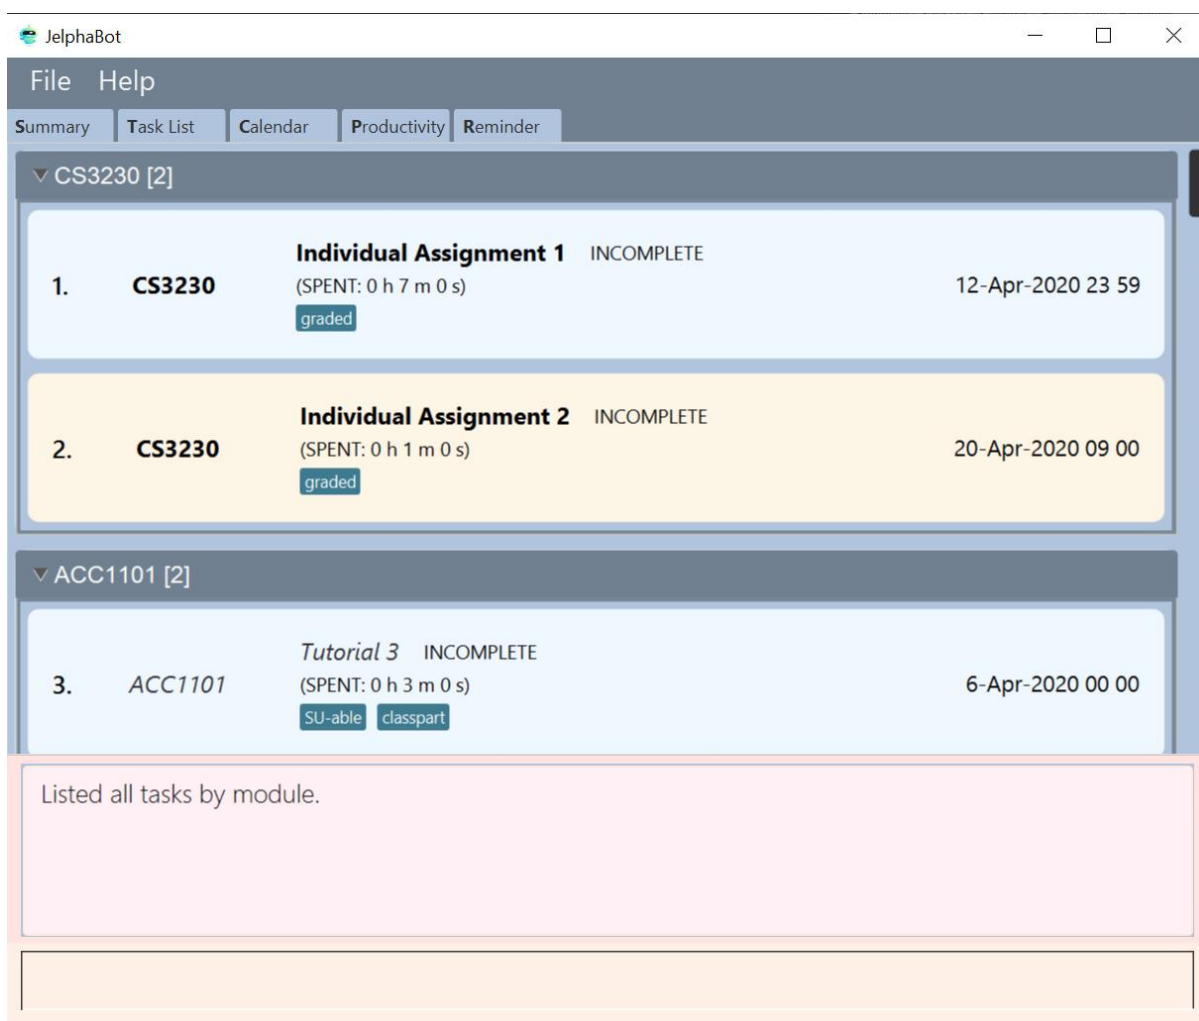 JelphaBot
File Help
Summary Task List Calendar Productivity Reminder
CS3230 [2]
Individual Assignment 1 INCOMPLETE
1. CS3230 (SPENT: 0 h 7 m 0 s) 12-Apr-2020 23 59
graded
Individual Assignment 2 INCOMPLETE
2. CS3230 (SPENT: 0 h 1 m 0 s) 20-Apr-2020 09 00
graded
ACC1101 [2]
Tutorial 3 INCOMPLETE
3. ACC1101 (SPENT: 0 h 3 m 0 s) 6-Apr-2020 00 00
SU-able classpart
Listed all tasks by module.